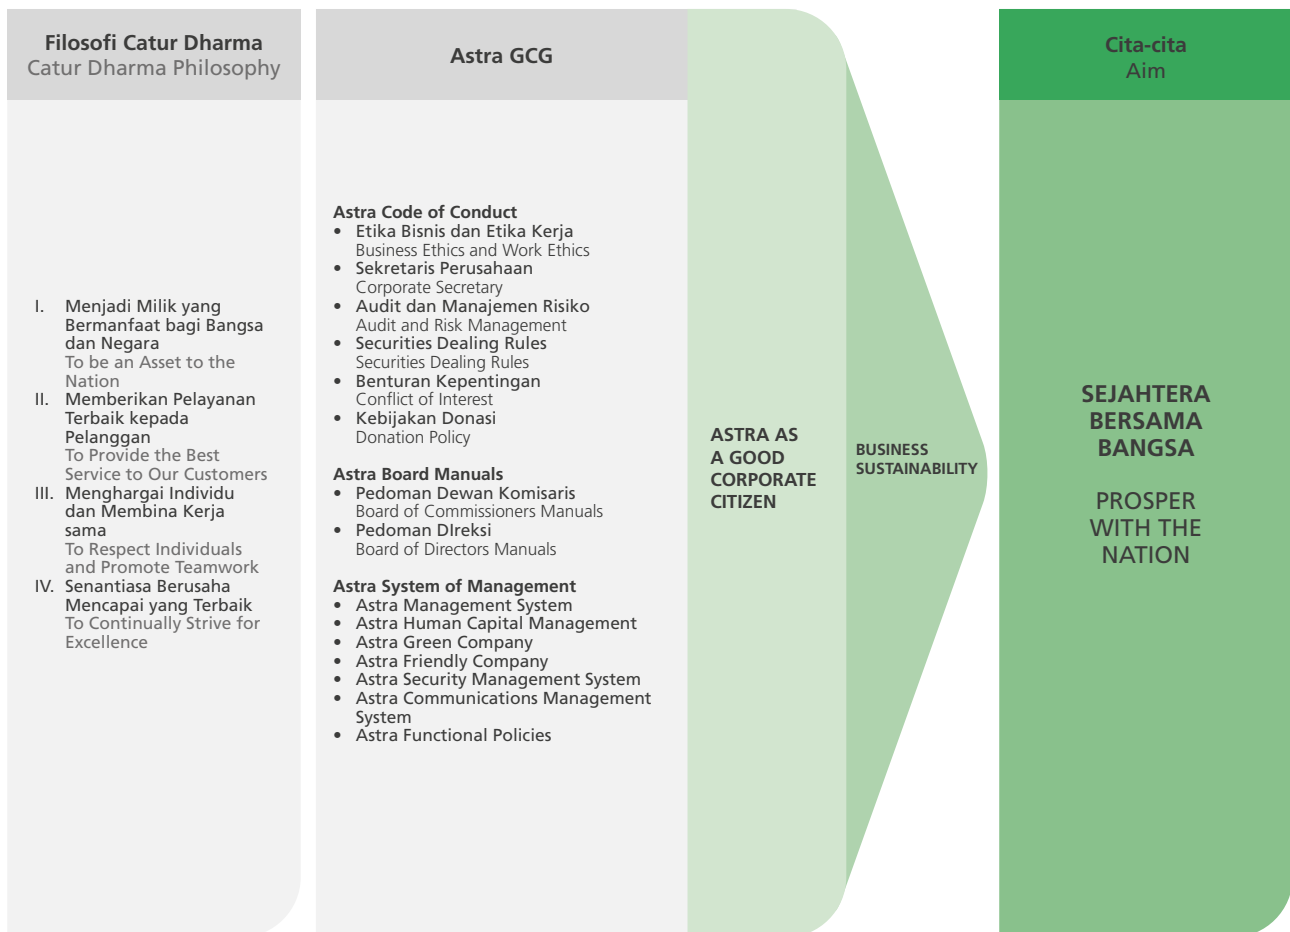 Filosofi Catur Dharma
Catur Dharma Philosophy
I. Menjadi Milik yang
Bermanfaat bagi Bangsa
dan Negara
To be an Asset to the
Nation
II. Memberikan Pelayanan
Terbaik kepada
Pelanggan
To Provide the Best
Service to Our Customers
III. Menghargai Individu
dan Membina Kerja
sama
To Respect Individuals
and Promote Teamwork
IV. Senantiasa Berusaha
Mencapai yang Terbaik
To Continually Strive for
Excellence
Astra GCG
Astra Code of Conduct
• Etika Bisnis dan Etika Kerja
Business Ethics and Work Ethics
• Sekretaris Perusahaan
Corporate Secretary
• Audit dan Manajemen Risiko
Audit and Risk Management
• Securities Dealing Rules
Securities Dealing Rules
• Benturan Kepentingan
Conflict of Interest
• Kebijakan Donasi
Donation Policy
Astra Board Manuals
• Pedoman Dewan Komisaris
Board of Commissioners Manuals
• Pedoman DIreksi
Board of Directors Manuals
Astra System of Management
• Astra Management System
• Astra Human Capital Management
• Astra Green Company
• Astra Friendly Company
• Astra Security Management System
• Astra Communications Management
System
• Astra Functional Policies
ASTRA AS
A GOOD
CORPORATE
CITIZEN
BUSINESS
SUSTAINABILITY
Cita-cita
Aim
SEJAHTERA
BERSAMA
BANGSA
PROSPER
WITH THE
NATION